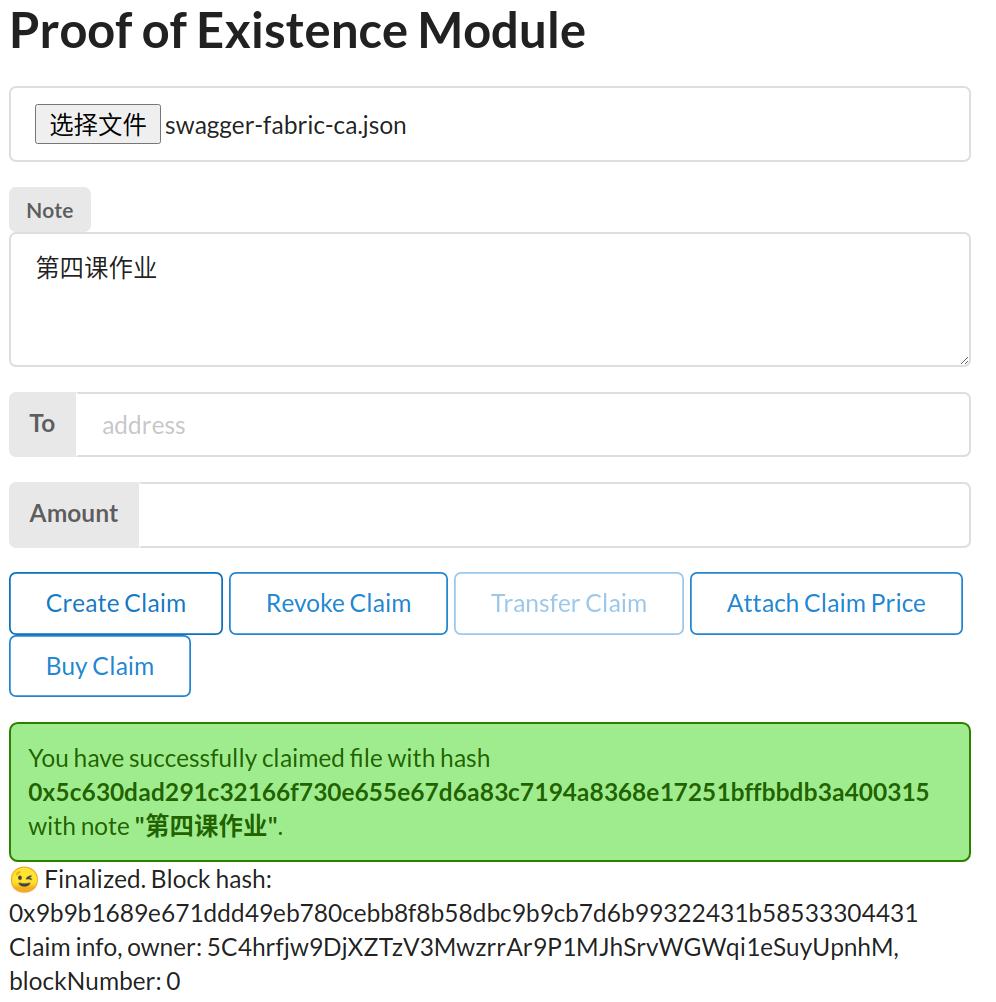 Proof of Existence Module
选择文件 swagger-fabric-ca.json
Note
第四课作业
To address
Amount
Create Claim Revoke Claim Transfer Claim Attach Claim Price
Buy Claim
You have successfully claimed file with hash
0x5c630dad291c32166f730e655e67d6a83c7194a8368e17251bffbbdb3a400315
with note "第四课作业".
😉 Finalized. Block hash:
0x9b9b1689e671ddd49eb780cebb8f8b58dbc9b9cb7d6b99322431b58533304431
Claim info, owner: 5C4hrfjw9DjXZTzV3MwzrrAr9P1MJhSrvWGWqi1eSuyUpnhM,
blockNumber: 0